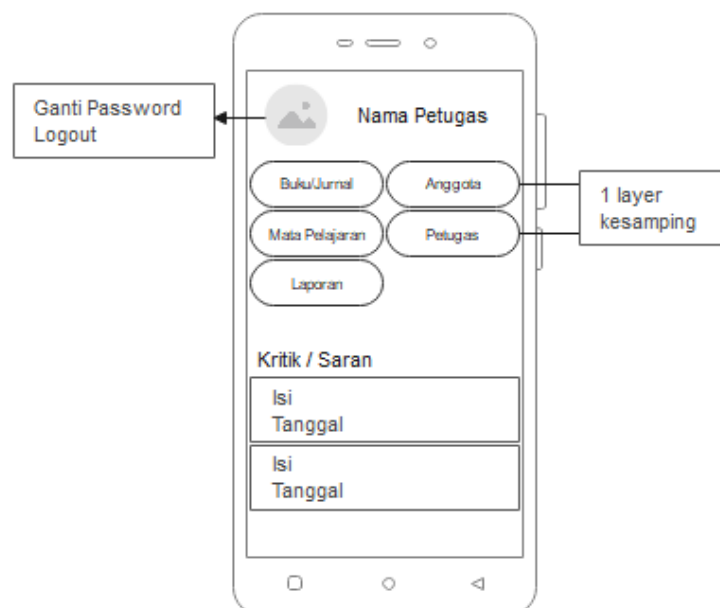 Ganti Password
Logout
Nama Petugas
Buku/Jurnal
Anggota
Mata Pelajaran
Petugas
Laporan
1 layer
kesamping
Kritik / Saran
Isi
Tanggal
Isi
Tanggal